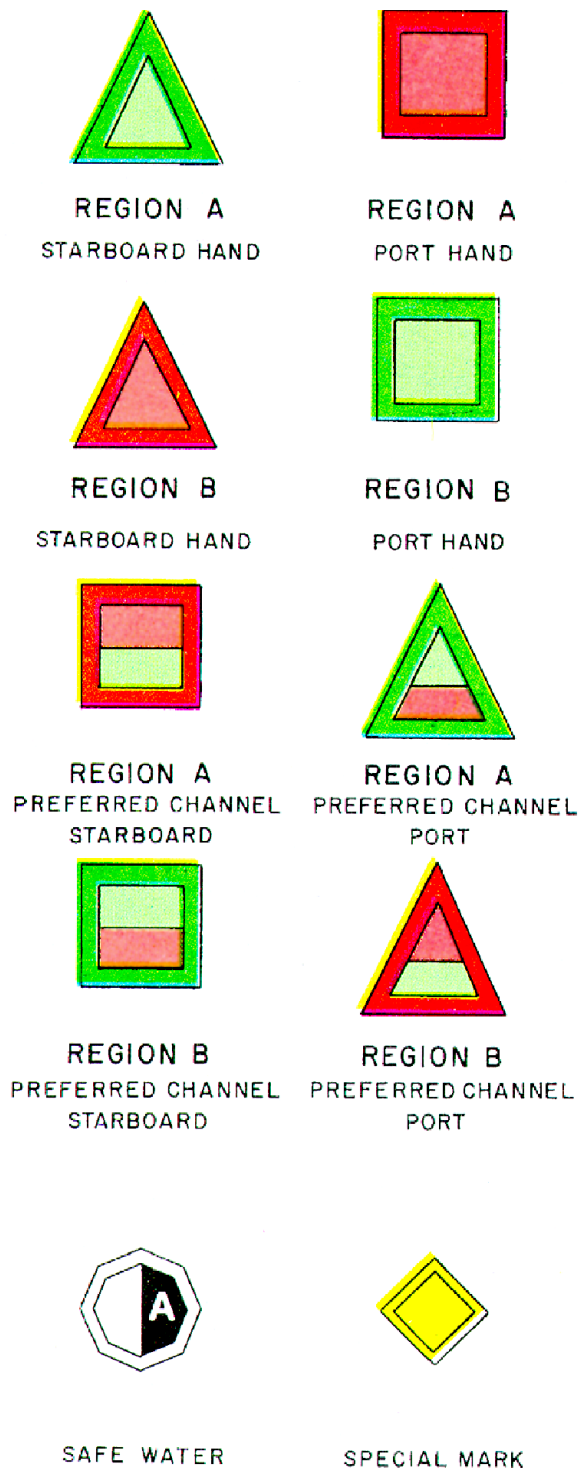 REGION A
STARBOARD HAND
REGION A
PORT HAND
REGION B
STARBOARD HAND
REGION B
PORT HAND
REGION A
PREFERRED CHANNEL
STARBOARD
REGION A
PREFERRED CHANNEL
PORT
REGION B
PREFERRED CHANNEL
STARBOARD
REGION B
PREFERRED CHANNEL
PORT
A
SAFE WATER
SPECIAL MARK